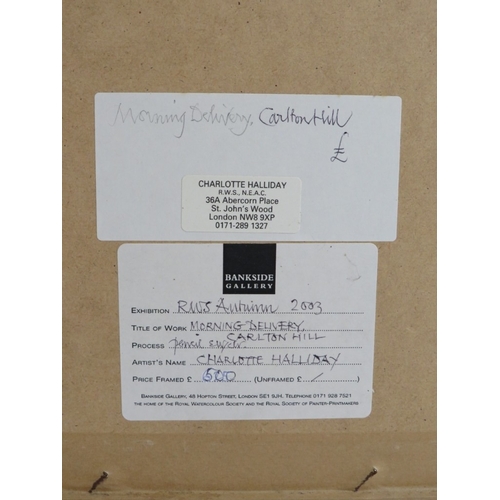 Morning Delivery, Carlton Hill
£
CHARLOTTE HALLIDAY
R.W.S., N.E.A.C.
36A Abercorn Place
St. John's Wood
London NW8 9XP
0171-289 1327
BANKSIDE
GALLERY
EXHIBITION RWS Autumn 2003
TITLE OF WORK MORNING DELIVERY,
CARLTON HILL
PROCESS pencil
ARTIST'S NAME CHARLOTTE HALLIDAY
PRICE FRAMED £ 600 (UNFRAMED £ / )
BANKSIDE GALLERY, 48 HOPTON STREET, LONDON SE1 9JH. TELEPHONE 0171 928 7521
THE HOME OF THE ROYAL WATERCOLOUR SOCIETY AND THE ROYAL SOCIETY OF PAINTER-PRINTMAKERS